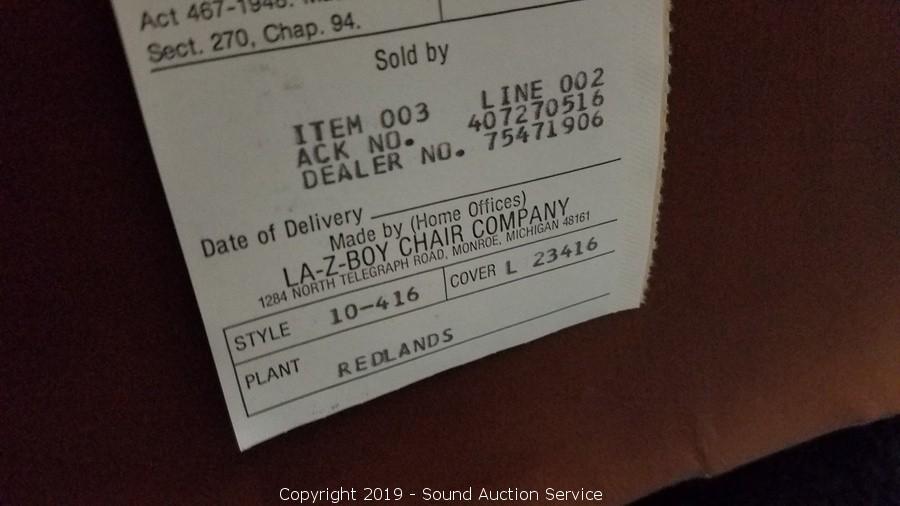 Act 467-1948.
Sect. 270, Chap. 94.
Sold by
ITEM 003 LINE 002
ACK NO. 407270516
DEALER NO. 75471906
Date of Delivery
Made by (Home Offices)
LA-Z-BOY CHAIR COMPANY
1284 NORTH TELEGRAPH ROAD, MONROE, MICHIGAN 48161
STYLE 10-416 COVER L 23416
PLANT REDLANDS
Copyright 2019 - Sound Auction Service